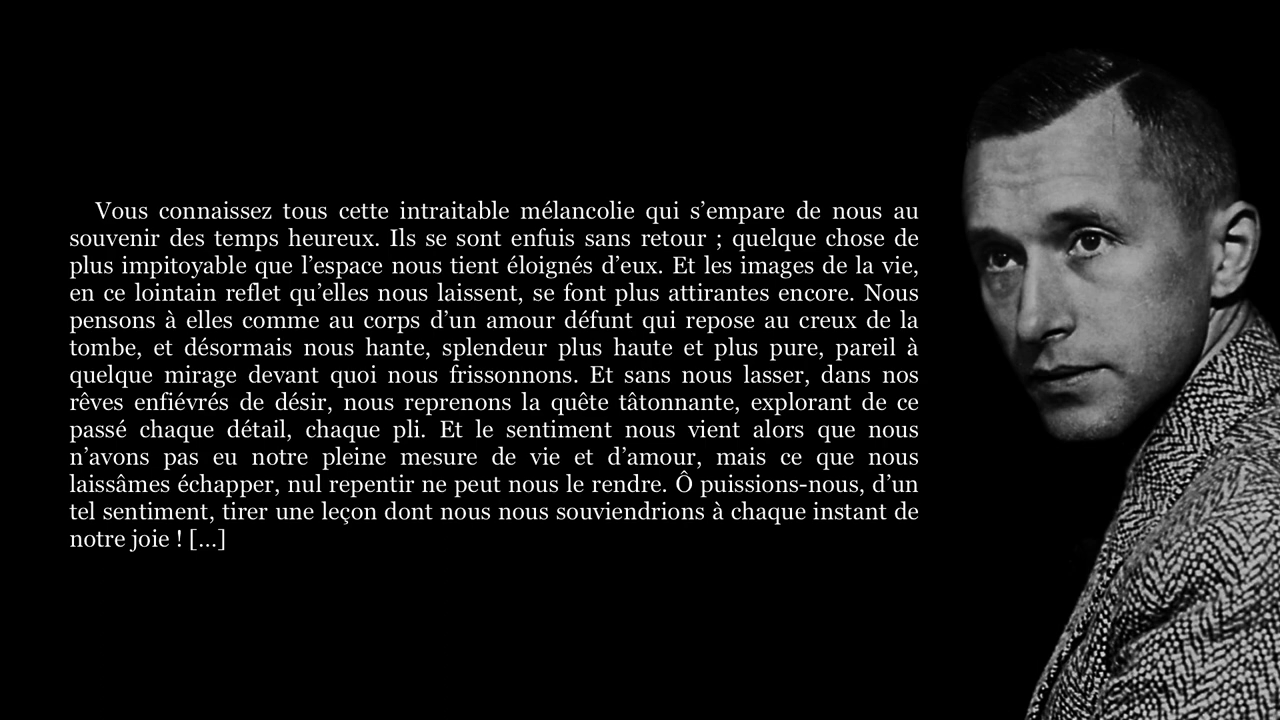 Vous connaissez tous cette intraitable mélancolie qui s’empare de nous au
souvenir des temps heureux. Ils se sont enfuis sans retour ; quelque chose de
plus impitoyable que l’espace nous tient éloignés d’eux. Et les images de la vie,
en ce lointain reflet qu’elles nous laissent, se font plus attirantes encore. Nous
pensons à elles comme au corps d’un amour défunt qui repose au creux de la
tombe, et désormais nous hante, splendeur plus haute et plus pure, pareil à
quelque mirage devant quoi nous frissonnons. Et sans nous lasser, dans nos
rêves enfiévrés de désir, nous reprenons la quête tâtonnante, explorant de ce
passé chaque détail, chaque pli. Et le sentiment nous vient alors que nous
n’avons pas eu notre pleine mesure de vie et d’amour, mais ce que nous
laissâmes échapper, nul repentir ne peut nous le rendre. Ô puissions-nous, d’un
tel sentiment, tirer une leçon dont nous nous souviendrions à chaque instant de
notre joie ! [...]